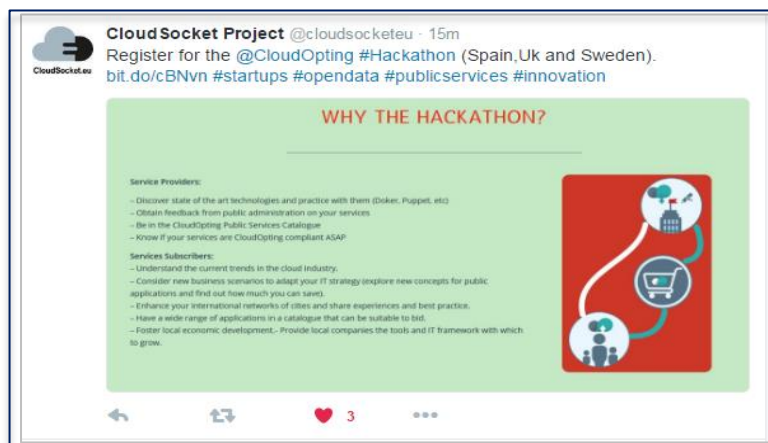 CloudSocket Project @cloudsocketeu · 15m
Register for the @CloudOpting #Hackathon (Spain,Uk and Sweden).
bit.do/cBNvn #startups #opendata #publicservices #innovation
CloudSocket.eu
WHY THE HACKATHON?
Service Providers:
– Discover state of the art technologies and practice with them (Doker, Puppet, etc)
– Obtain feedback from public administration on your services
– Be in the CloudOpting Public Services Catalogue
– Know if your services are CloudOpting compliant ASAP
Services Subscribers:
– Understand the current trends in the cloud industry.
– Consider new business scenarios to adapt your IT strategy (explore new concepts for public
applications and find out how much you can save).
– Enhance your international networks of cities and share experiences and best practice.
– Have a wide range of applications in a catalogue that can be suitable to bid.
– Foster local economic development.- Provide local companies the tools and IT framework with which
to grow.
3